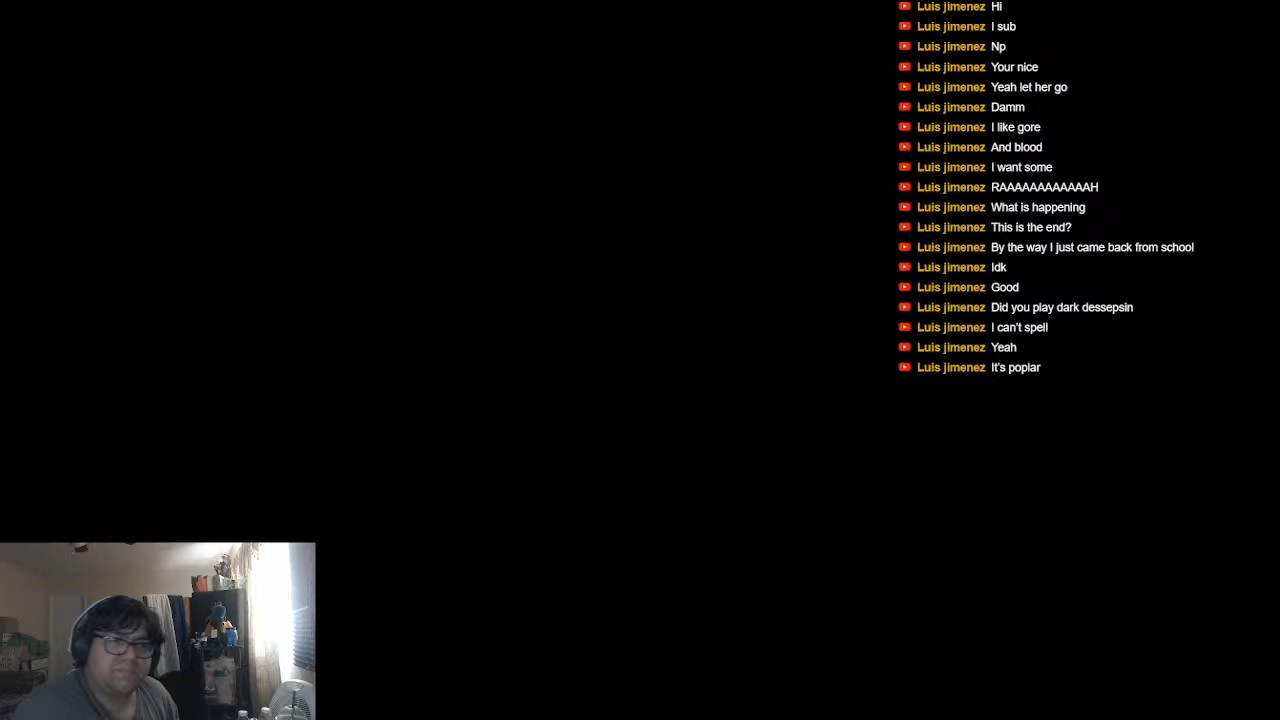 Luis jimenez Hi
Luis jimenez I sub
Luis jimenez Np
Luis jimenez Your nice
Luis jimenez Yeah let her go
Luis jimenez Damm
Luis jimenez I like gore
Luis jimenez And blood
Luis jimenez I want some
Luis jimenez RAAAAAAAAAAAAH
Luis jimenez What is happening
Luis jimenez This is the end?
Luis jimenez By the way I just came back from school
Luis jimenez Idk
Luis jimenez Good
Luis jimenez Did you play dark dessepsin
Luis jimenez I can't spell
Luis jimenez Yeah
Luis jimenez It's poplar